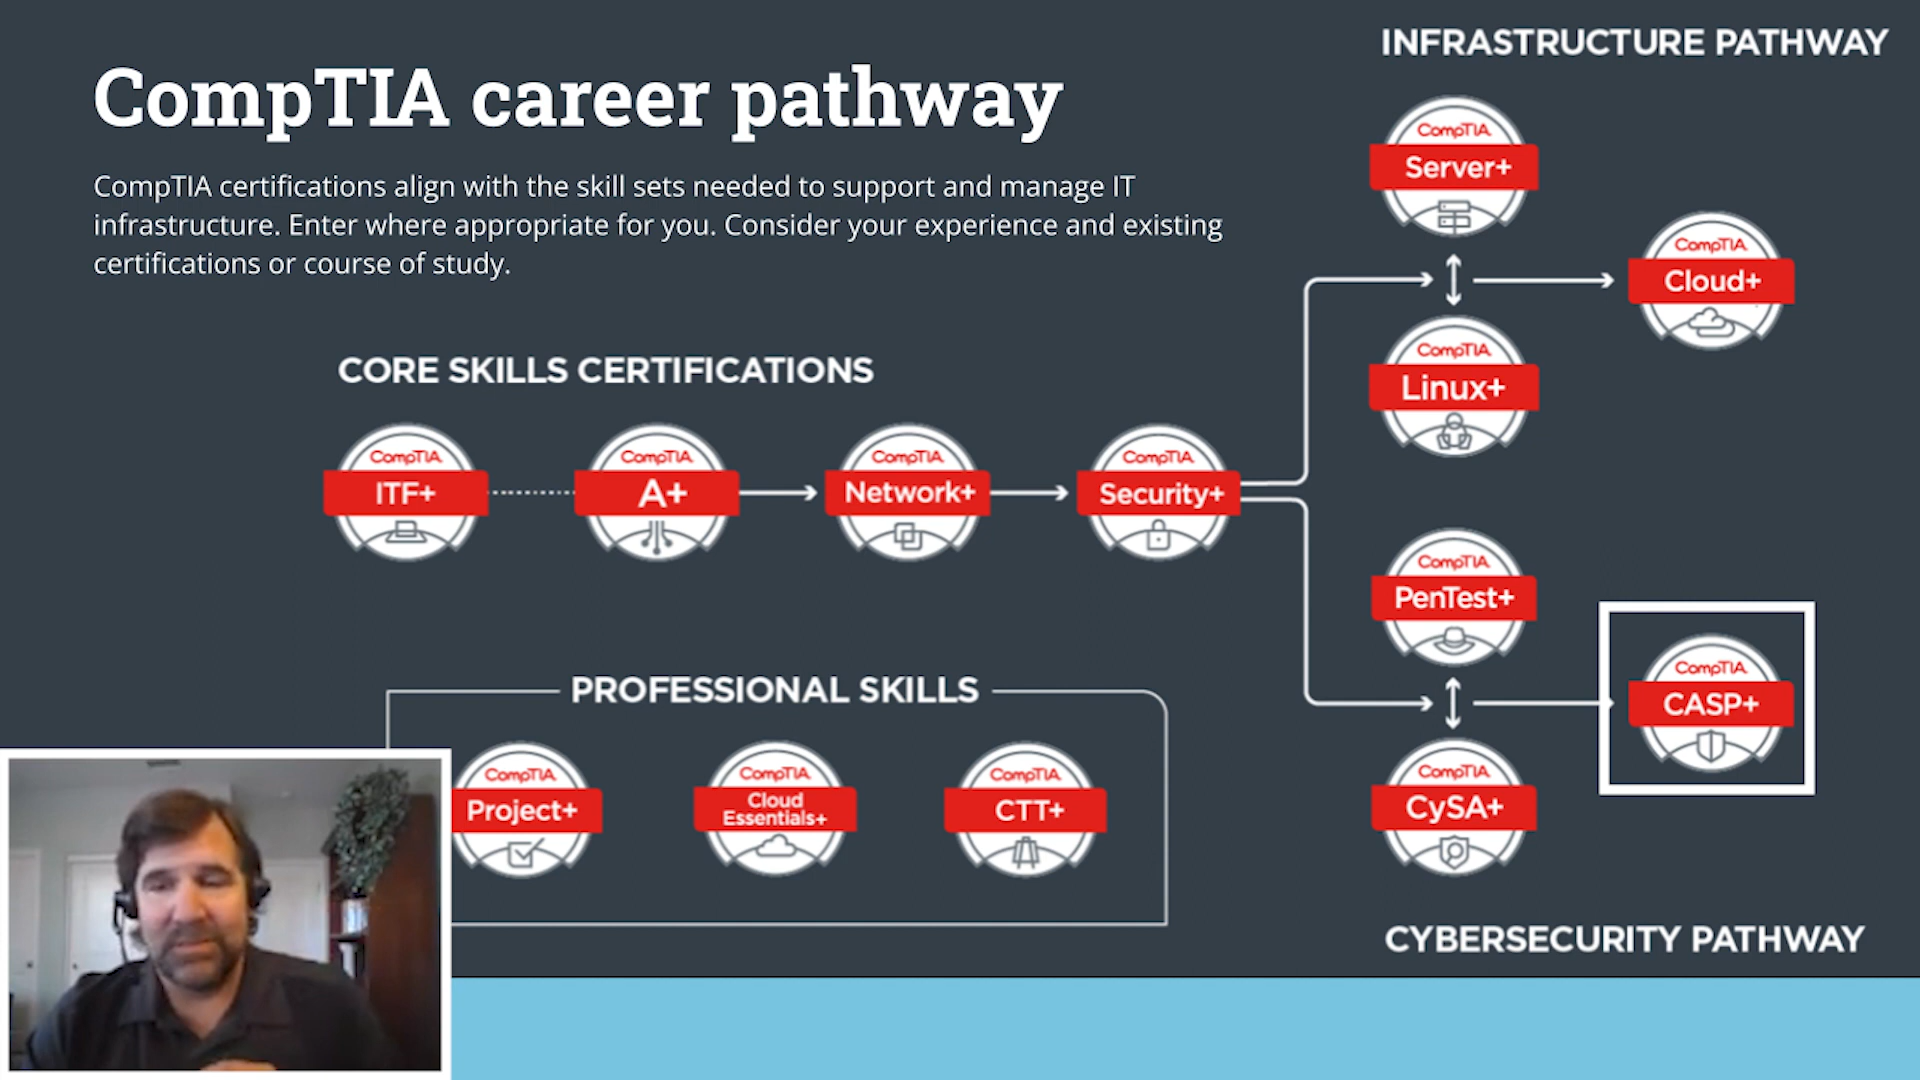 INFRASTRUCTURE PATHWAY
CompTIA career pathway
CompTIA certifications align with the skill sets needed to support and manage IT
infrastructure. Enter where appropriate for you. Consider your experience and existing
certifications or course of study.
CompTIA
Server+
CompTIA
Cloud+
CompTIA
Linux+
CORE SKILLS CERTIFICATIONS
CompTIA
ITF+
CompTIA
A+
CompTIA
Network+
CompTIA
Security+
CompTIA
PenTest+
CompTIA
CASP+
CompTIA
CySA+
PROFESSIONAL SKILLS
CompTIA
Project+
CompTIA
Cloud
Essentials+
CompTIA
CTT+
CYBERSECURITY PATHWAY